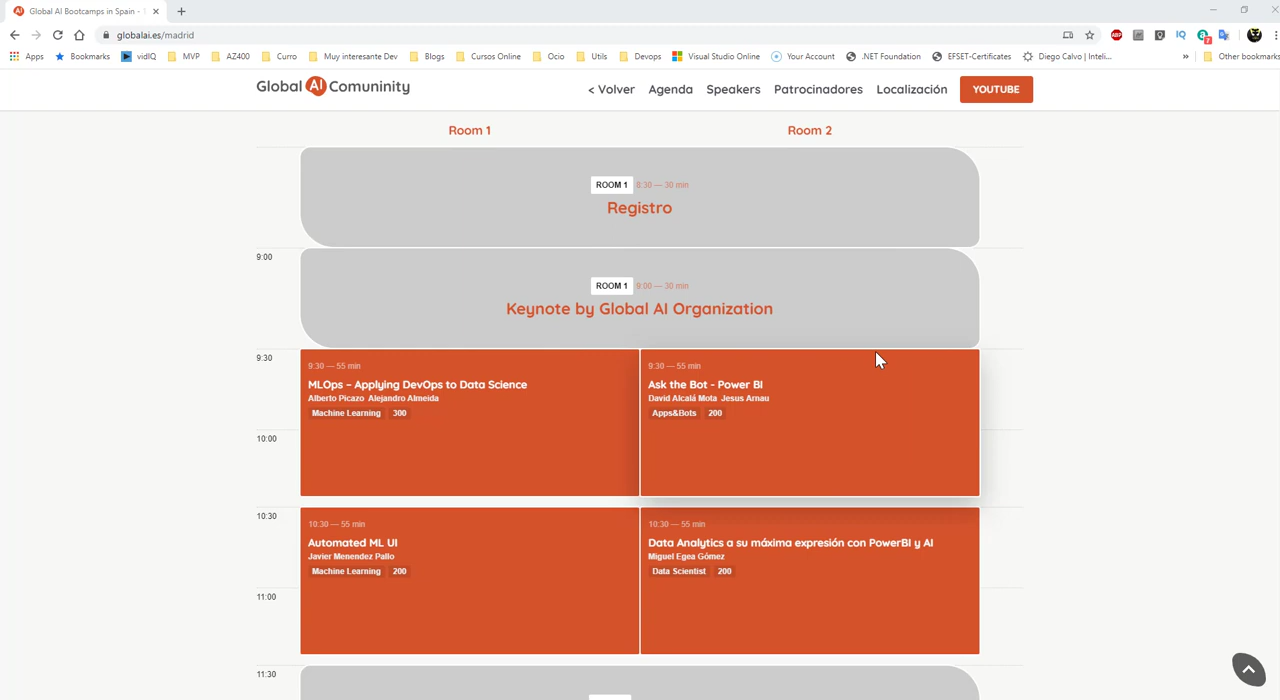 Global AI Bootcamps in Spain -
globalai.es/madrid
Apps Bookmarks vidIQ MVP AZ400 Curro Muy interesante Dev Blogs Cursos Online Ocio Utils Devops Visual Studio Online Your Account .NET Foundation EFSET-Certificates Diego Calvo | Inteli... » Other bookmarks
Global AI Comuninity
< Volver Agenda Speakers Patrocinadores Localización YOUTUBE
Room 1 Room 2
ROOM 1 8:30 — 30 min
Registro
9:00
ROOM 1 9:00 — 30 min
Keynote by Global AI Organization
9:30
9:30 — 55 min
MLOps – Applying DevOps to Data Science
Alberto Picazo Alejandro Almeida
Machine Learning 300
9:30 — 55 min
Ask the Bot - Power BI
David Alcalá Mota Jesus Arnau
Apps&Bots 200
10:00
10:30
10:30 — 55 min
Automated ML UI
Javier Menendez Pallo
Machine Learning 200
10:30 — 55 min
Data Analytics a su máxima expresión con PowerBI y AI
Miguel Egea Gómez
Data Scientist 200
11:00
11:30